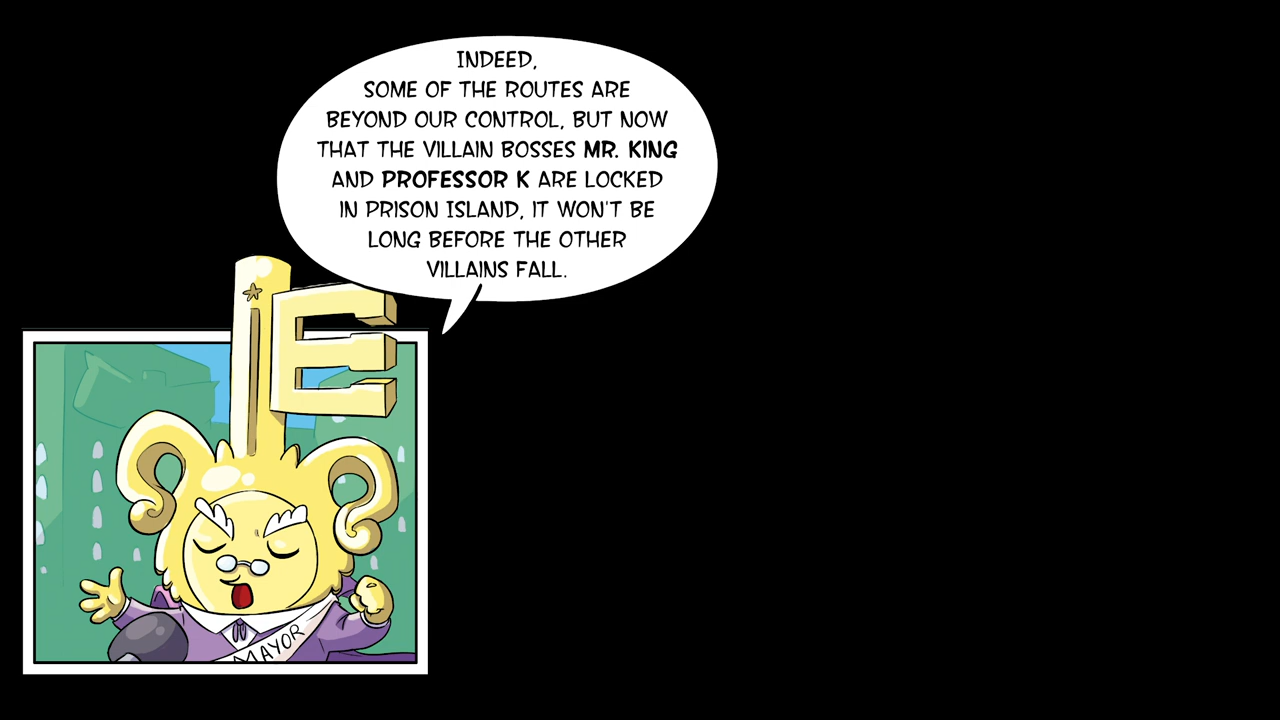 INDEED,
SOME OF THE ROUTES ARE
BEYOND OUR CONTROL, BUT NOW
THAT THE VILLAIN BOSSES MR. KING
AND PROFESSOR K ARE LOCKED
IN PRISON ISLAND, IT WON'T BE
LONG BEFORE THE OTHER
VILLAINS FALL.
E
MAYOR